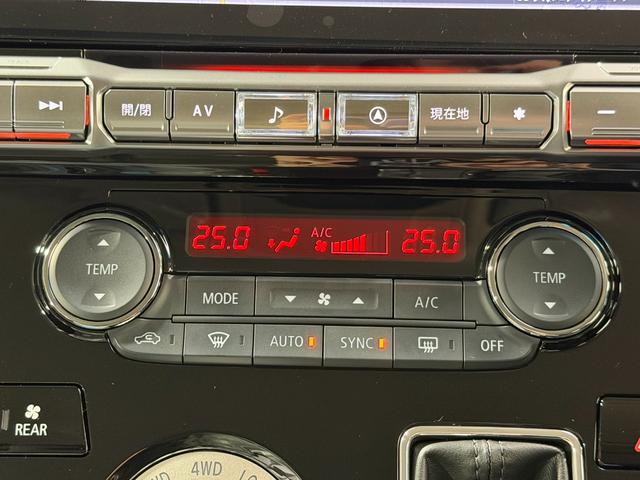 開/閉 AV 現在地 *
25.0 A/C 25.0
TEMP TEMP
MODE A/C
AUTO SYNC OFF
REAR
4WD